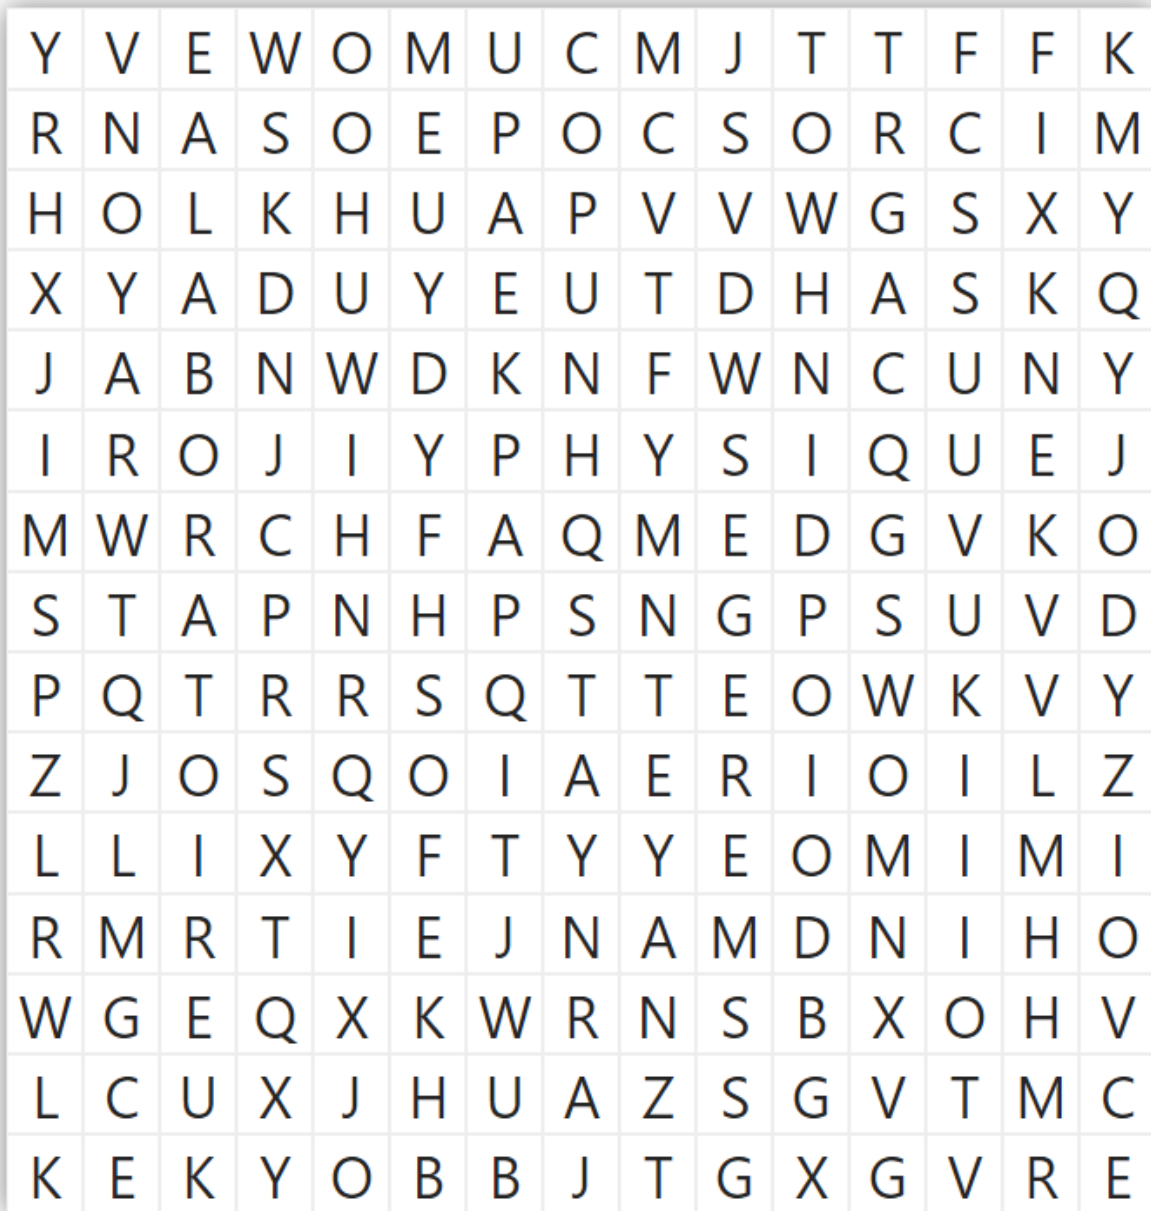 Y V E W O M U C M J T T F F K
R N A S O E P O C S O R C I M
H O L K H U A P V V W G S X Y
X Y A D U Y E U T D H A S K Q
J A B N W D K N F W N C U N Y
I R O J I Y P H Y S I Q U E J
M W R C H F A Q M E D G V K O
S T A P N H P S N G P S U V D
P Q T R R S Q T T E O W K V Y
Z J O S Q O I A E R I O I L Z
L L I X Y F T Y Y E O M I M I
R M R T I E J N A M D N I H O
W G E Q X K W R N S B X O H V
L C U X J H U A Z S G V T M C
K E K Y O B B J T G X G V R E